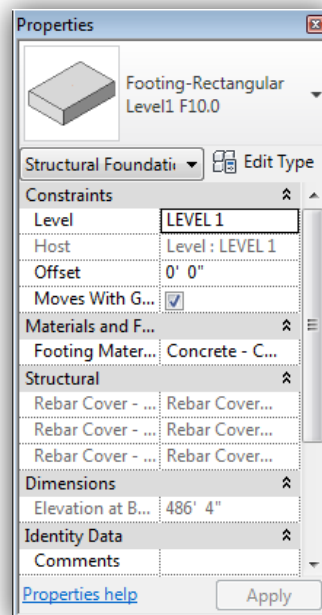 Properties
Footing-Rectangular
Level1 F10.0
Structural Foundati Edit Type
Constraints
Level LEVEL 1
Host Level : LEVEL 1
Offset 0' 0"
Moves With G...
Materials and F...
Footing Mater... Concrete - C...
Structural
Rebar Cover - ... Rebar Cover...
Rebar Cover - ... Rebar Cover...
Rebar Cover - ... Rebar Cover...
Dimensions
Elevation at B... 486' 4"
Identity Data
Comments
Properties help Apply